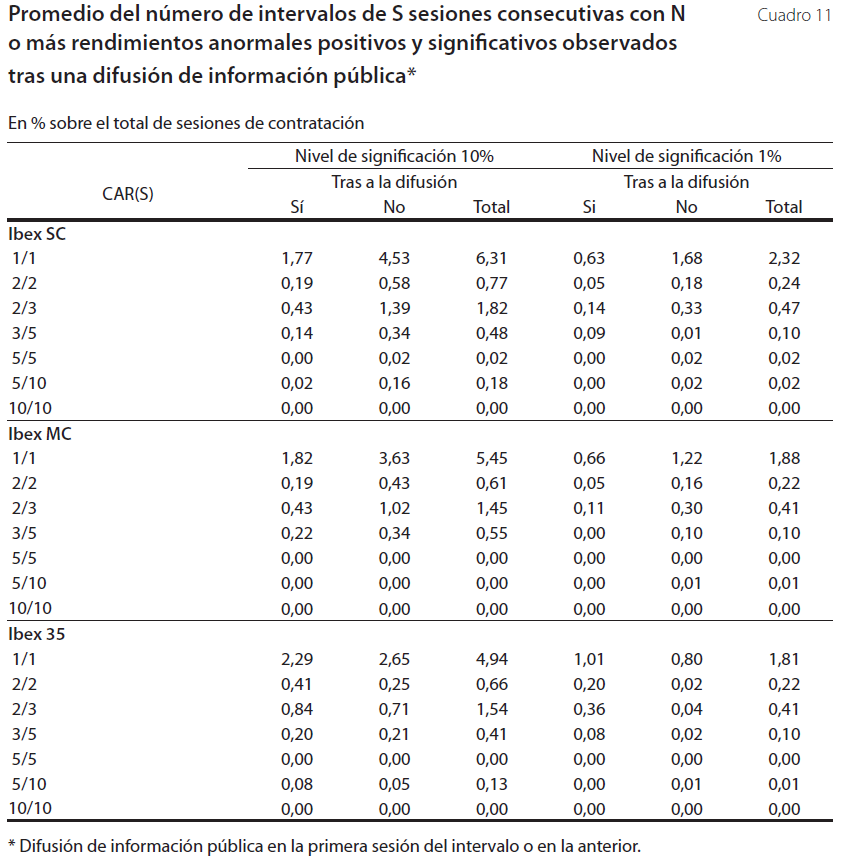 Promedio del número de intervalos de S sesiones consecutivas con N
Cuadro 11
o más rendimientos anormales positivos y significativos observados
tras una difusión de información pública*
En % sobre el total de sesiones de contratación
Nivel de significación 10% Nivel de significación 1%
CAR(S) Tras a la difusión Tras a la difusión
Sí No Total Si No Total
Ibex SC
1/1 1,77 4,53 6,31 0,63 1,68 2,32
2/2 0,19 0,58 0,77 0,05 0,18 0,24
2/3 0,43 1,39 1,82 0,14 0,33 0,47
3/5 0,14 0,34 0,48 0,09 0,01 0,10
5/5 0,00 0,02 0,02 0,00 0,02 0,02
5/10 0,02 0,16 0,18 0,00 0,02 0,02
10/10 0,00 0,00 0,00 0,00 0,00 0,00
Ibex MC
1/1 1,82 3,63 5,45 0,66 1,22 1,88
2/2 0,19 0,43 0,61 0,05 0,16 0,22
2/3 0,43 1,02 1,45 0,11 0,30 0,41
3/5 0,22 0,34 0,55 0,00 0,10 0,10
5/5 0,00 0,00 0,00 0,00 0,00 0,00
5/10 0,00 0,00 0,00 0,00 0,01 0,01
10/10 0,00 0,00 0,00 0,00 0,00 0,00
Ibex 35
1/1 2,29 2,65 4,94 1,01 0,80 1,81
2/2 0,41 0,25 0,66 0,20 0,02 0,22
2/3 0,84 0,71 1,54 0,36 0,04 0,41
3/5 0,20 0,21 0,41 0,08 0,02 0,10
5/5 0,00 0,00 0,00 0,00 0,00 0,00
5/10 0,08 0,05 0,13 0,00 0,01 0,01
10/10 0,00 0,00 0,00 0,00 0,00 0,00
* Difusión de información pública en la primera sesión del intervalo o en la anterior.